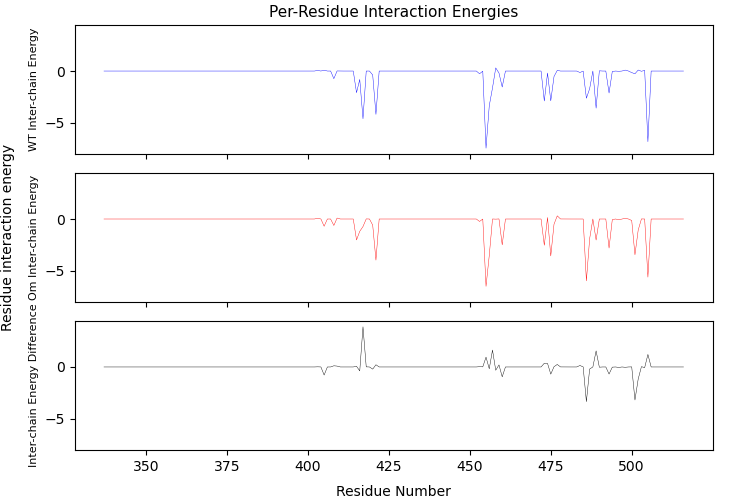 Per-Residue Interaction Energies
Residue interaction energy
WT Inter-chain Energy
0
−5
Om Inter-chain Energy
0
−5
Inter-chain Energy Difference
0
−5
350
375
400
425
450
475
500
Residue Number